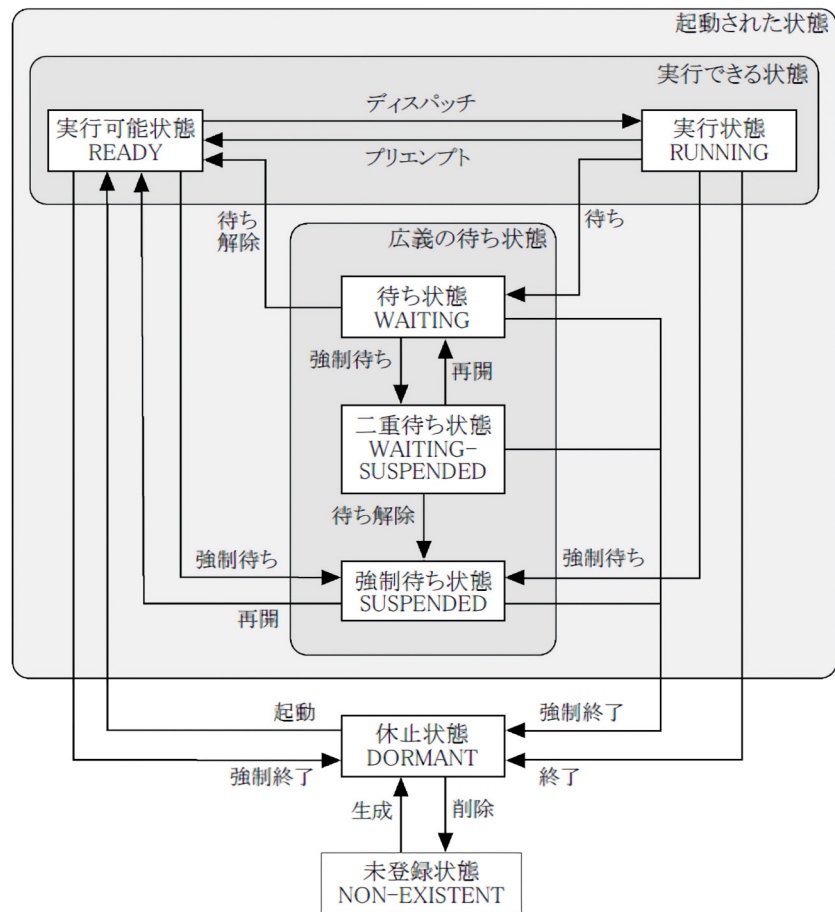 起動された状態
実行できる状態
ディスパッチ
実行可能状態
READY
実行状態
RUNNING
プリエンプト
待ち
解除
広義の待ち状態
待ち
待ち状態
WAITING
強制待ち
再開
二重待ち状態
WAITING-
SUSPENDED
待ち解除
強制待ち
強制待ち
強制待ち状態
SUSPENDED
再開
起動
強制終了
休止状態
DORMANT
強制終了
終了
生成
削除
未登録状態
NON-EXISTENT